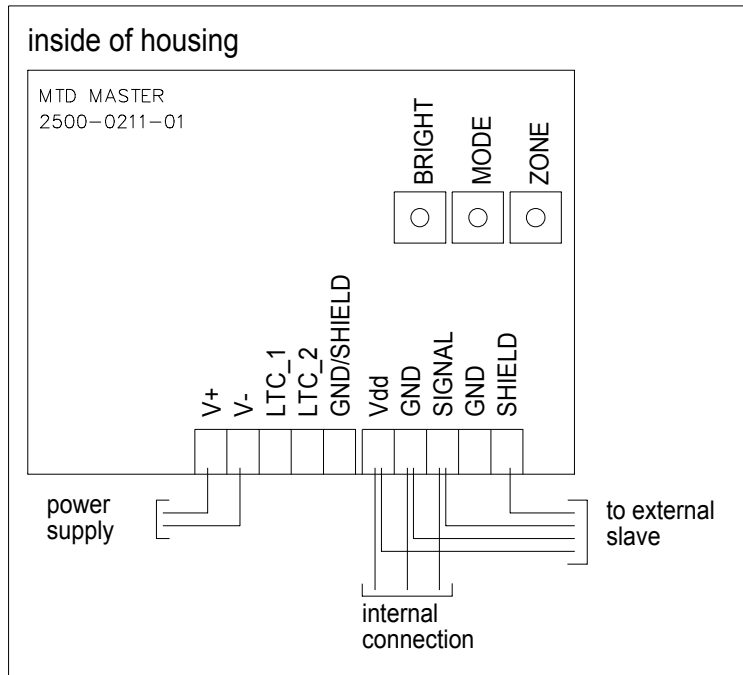 inside of housing
MTD MASTER
2500-0211-01
BRIGHT
MODE
ZONE
V+
V-
LTC_1
LTC_2
GND/SHIELD
Vdd
GND
SIGNAL
GND
SHIELD
power
supply
to external
slave
internal
connection